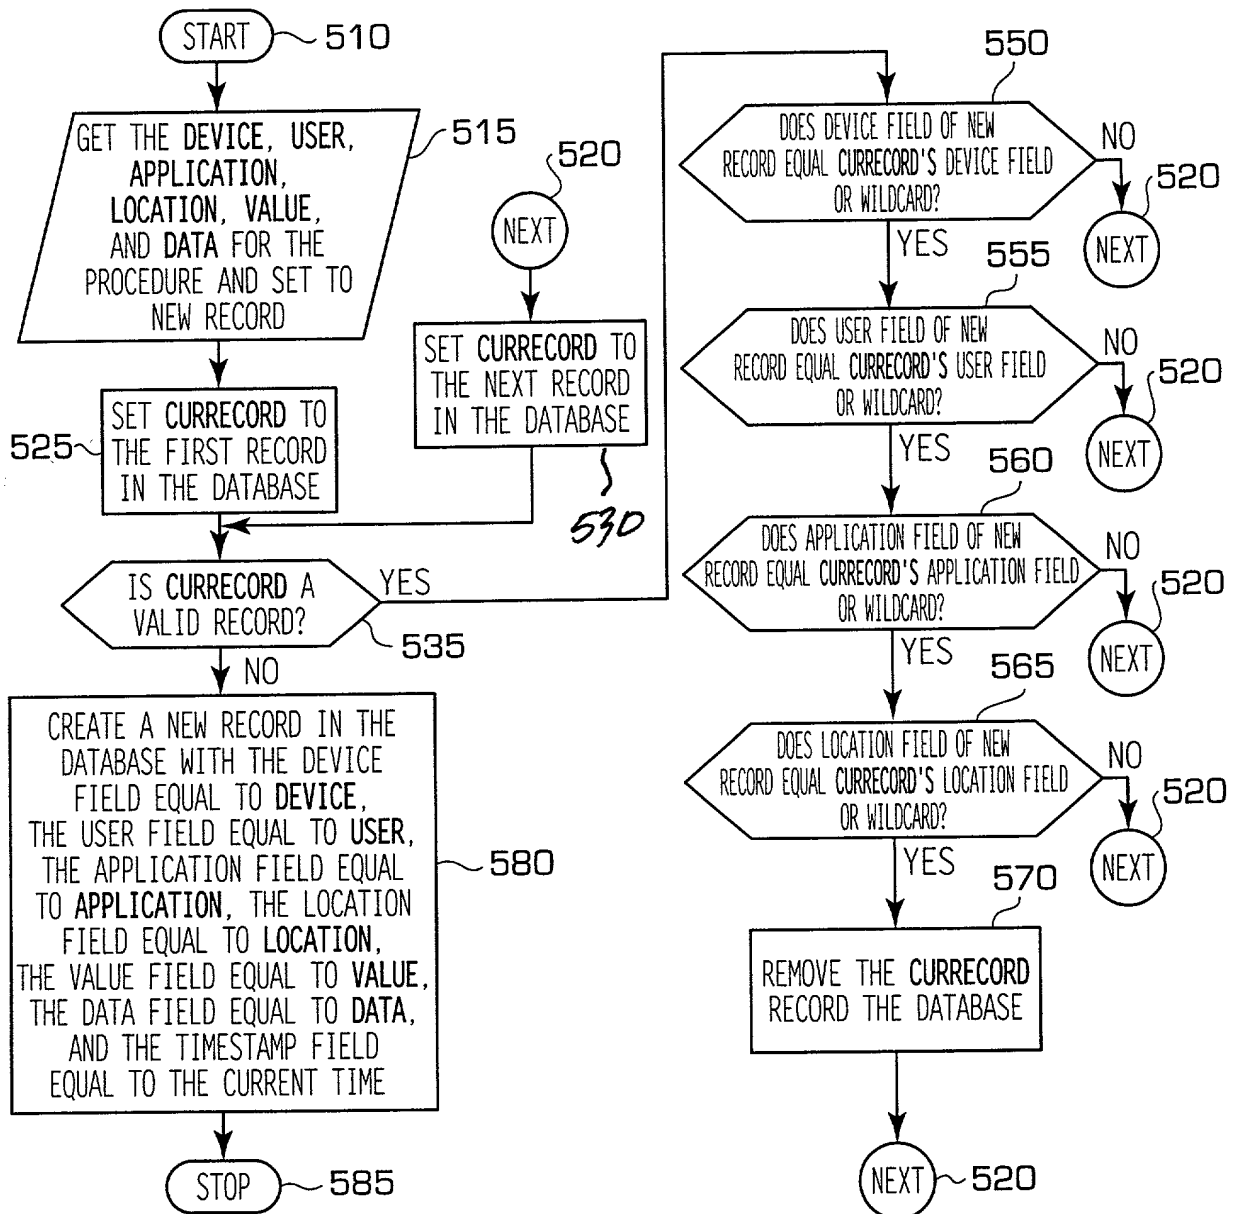 START
510
GET THE DEVICE, USER,
APPLICATION,
LOCATION, VALUE,
AND DATA FOR THE
PROCEDURE AND SET TO
NEW RECORD
515
520
NEXT
SET CURRECORD TO
THE NEXT RECORD
IN THE DATABASE
530
525
SET CURRECORD TO
THE FIRST RECORD
IN THE DATABASE
IS CURRECORD A
VALID RECORD?
YES
535
NO
CREATE A NEW RECORD IN THE
DATABASE WITH THE DEVICE
FIELD EQUAL TO DEVICE,
THE USER FIELD EQUAL TO USER,
THE APPLICATION FIELD EQUAL
TO APPLICATION, THE LOCATION
FIELD EQUAL TO LOCATION,
THE VALUE FIELD EQUAL TO VALUE,
THE DATA FIELD EQUAL TO DATA,
AND THE TIMESTAMP FIELD
EQUAL TO THE CURRENT TIME
580
STOP
585
550
DOES DEVICE FIELD OF NEW
RECORD EQUAL CURRECORD'S DEVICE FIELD
OR WILDCARD?
NO
520
NEXT
YES
555
DOES USER FIELD OF NEW
RECORD EQUAL CURRECORD'S USER FIELD
OR WILDCARD?
NO
520
NEXT
YES
560
DOES APPLICATION FIELD OF NEW
RECORD EQUAL CURRECORD'S APPLICATION FIELD
OR WILDCARD?
NO
520
NEXT
YES
565
DOES LOCATION FIELD OF NEW
RECORD EQUAL CURRECORD'S LOCATION FIELD
OR WILDCARD?
NO
520
NEXT
YES
570
REMOVE THE CURRECORD
RECORD THE DATABASE
NEXT
520